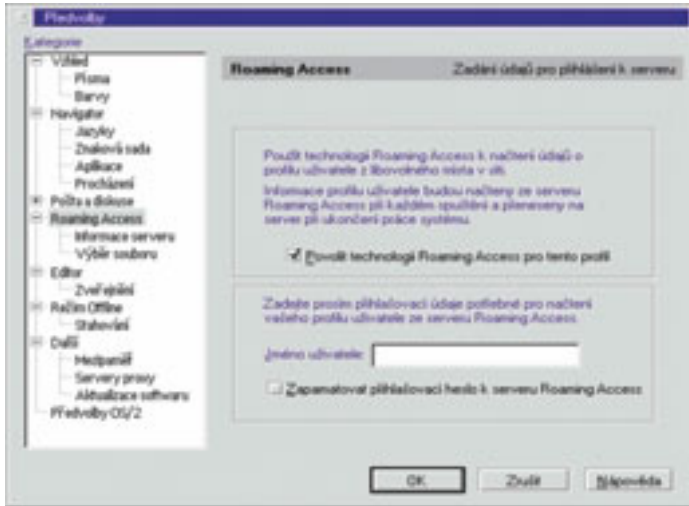 Předvolby
Kategorie
Vzhled
Písma
Barvy
Navigator
Jazyky
Znaková sada
Aplikace
Procházení
Pošta a diskuse
Roaming Access
Informace serveru
Výběr souboru
Editor
Zveřejnění
Režim Offline
Stahování
Další
Mezipaměť
Servery proxy
Aktualizace softwaru
Předvolby OS/2
Roaming Access Zadání údajů pro přihlášení k serveru
Použít technologii Roaming Access k načtení údajů o
profilu uživatele z libovolného místa v síti.
Informace profilu uživatele budou načteny ze serveru
Roaming Access při každém spuštění a přeneseny na
server při ukončení práce systému.
Povolit technologii Roaming Access pro tento profil
Zadejte prosím přihlašovací údaje potřebné pro načtení
vašeho profilu uživatele ze serveru Roaming Access.
Jméno uživatele:
Zapamatovat přihlašovací heslo k serveru Roaming Access
OK Zrušit Nápověda